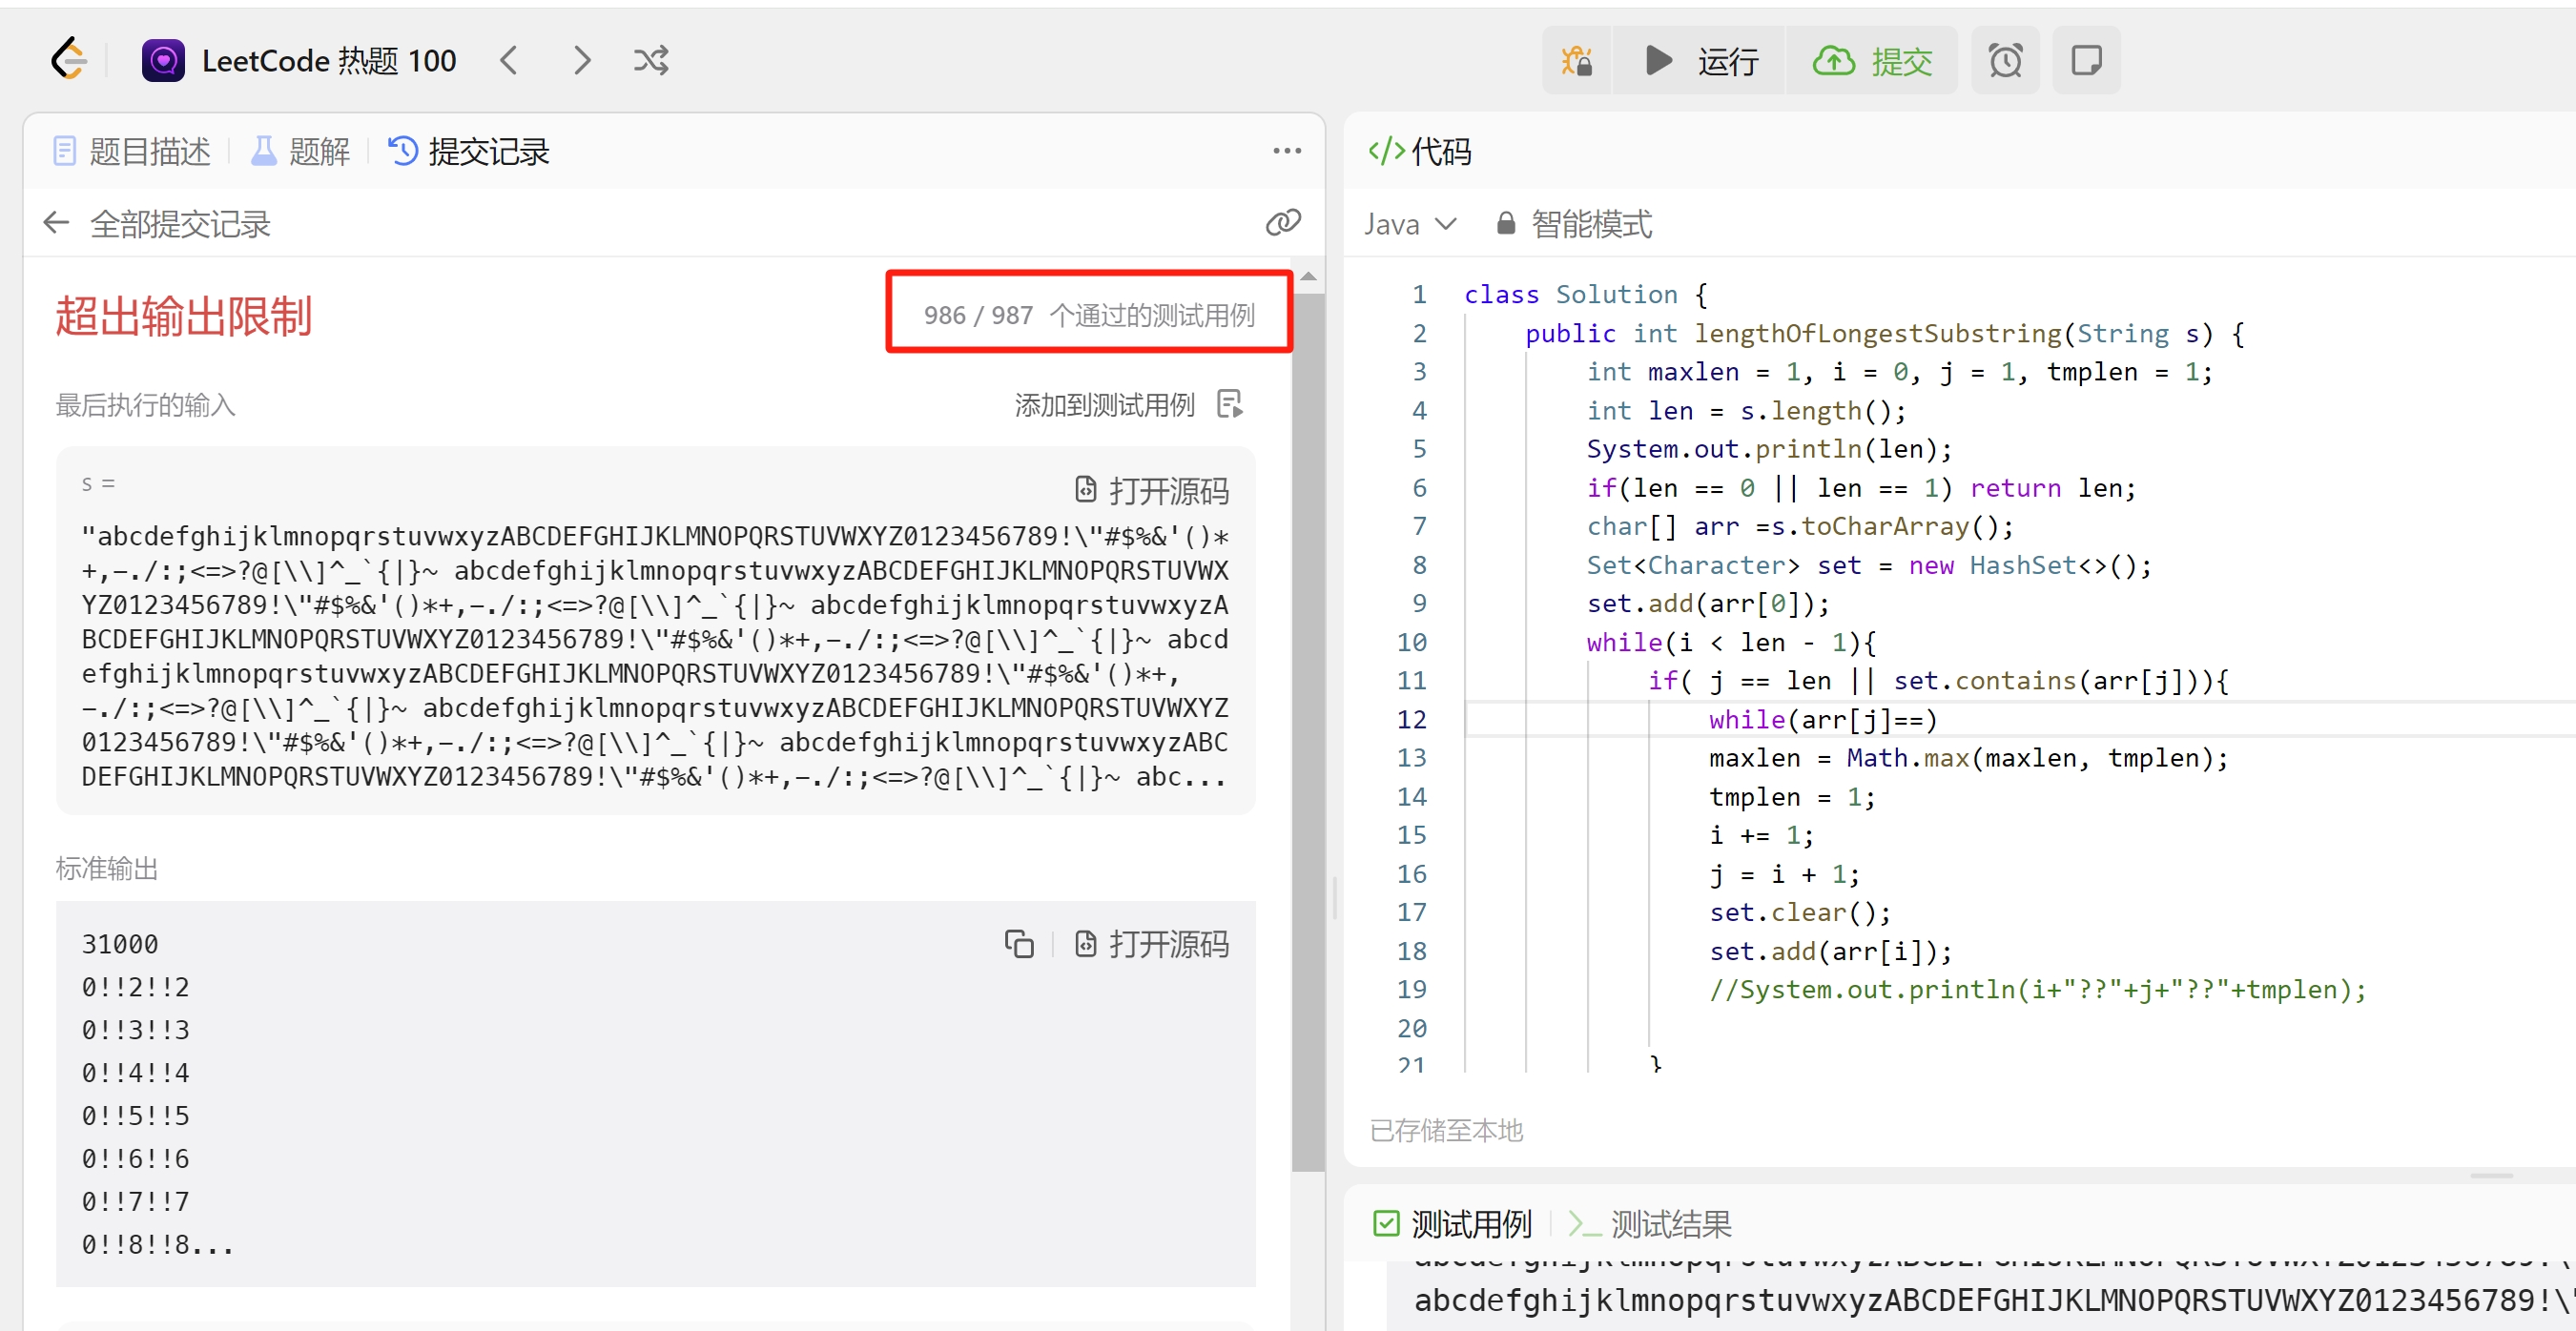 LeetCode 热题 100
运行
提交
题目描述
题解
提交记录
全部提交记录
超出输出限制
986 / 987 个通过的测试用例
最后执行的输入
添加到测试用例
s =
打开源码
"abcdefghijklmnopqrstuvwxyzABCDEFGHIJKLMNOPQRSTUVWXYZ0123456789!\"#$%&'()*
+,-./:;<=>?@[\\]^_`{|}~ abcdefghijklmnopqrstuvwxyzABCDEFGHIJKLMNOPQRSTUVWX
YZ0123456789!\"#$%&'()*+,-./:;<=>?@[\\]^_`{|}~ abcdefghijklmnopqrstuvwxyzA
BCDEFGHIJKLMNOPQRSTUVWXYZ0123456789!\"#$%&'()*+,-./:;<=>?@[\\]^_`{|}~ abcd
efghijklmnopqrstuvwxyzABCDEFGHIJKLMNOPQRSTUVWXYZ0123456789!\"#$%&'()*+,
-./:;<=>?@[\\]^_`{|}~ abcdefghijklmnopqrstuvwxyzABCDEFGHIJKLMNOPQRSTUVWXYZ
0123456789!\"#$%&'()*+,-./:;<=>?@[\\]^_`{|}~ abcdefghijklmnopqrstuvwxyzABC
DEFGHIJKLMNOPQRSTUVWXYZ0123456789!\"#$%&'()*+,-./:;<=>?@[\\]^_`{|}~ abc...
标准输出
31000
打开源码
0!!2!!2
0!!3!!3
0!!4!!4
0!!5!!5
0!!6!!6
0!!7!!7
0!!8!!8...
</>代码
Java
智能模式
1 class Solution {
2 public int lengthOfLongestSubstring(String s) {
3 int maxlen = 1, i = 0, j = 1, tmplen = 1;
4 int len = s.length();
5 System.out.println(len);
6 if(len == 0 || len == 1) return len;
7 char[] arr =s.toCharArray();
8 Set<Character> set = new HashSet<>();
9 set.add(arr[0]);
10 while(i < len - 1){
11 if( j == len || set.contains(arr[j])){
12 while(arr[j]==)
13 maxlen = Math.max(maxlen, tmplen);
14 tmplen = 1;
15 i += 1;
16 j = i + 1;
17 set.clear();
18 set.add(arr[i]);
19 //System.out.println(i+"??"+j+"??"+tmplen);
20
21 }
已存储至本地
测试用例
测试结果
abcdefghijklmnopqrstuvwxyzABCDEFGHIJKLMNOPQRSTUVWXYZ0123456789!\"